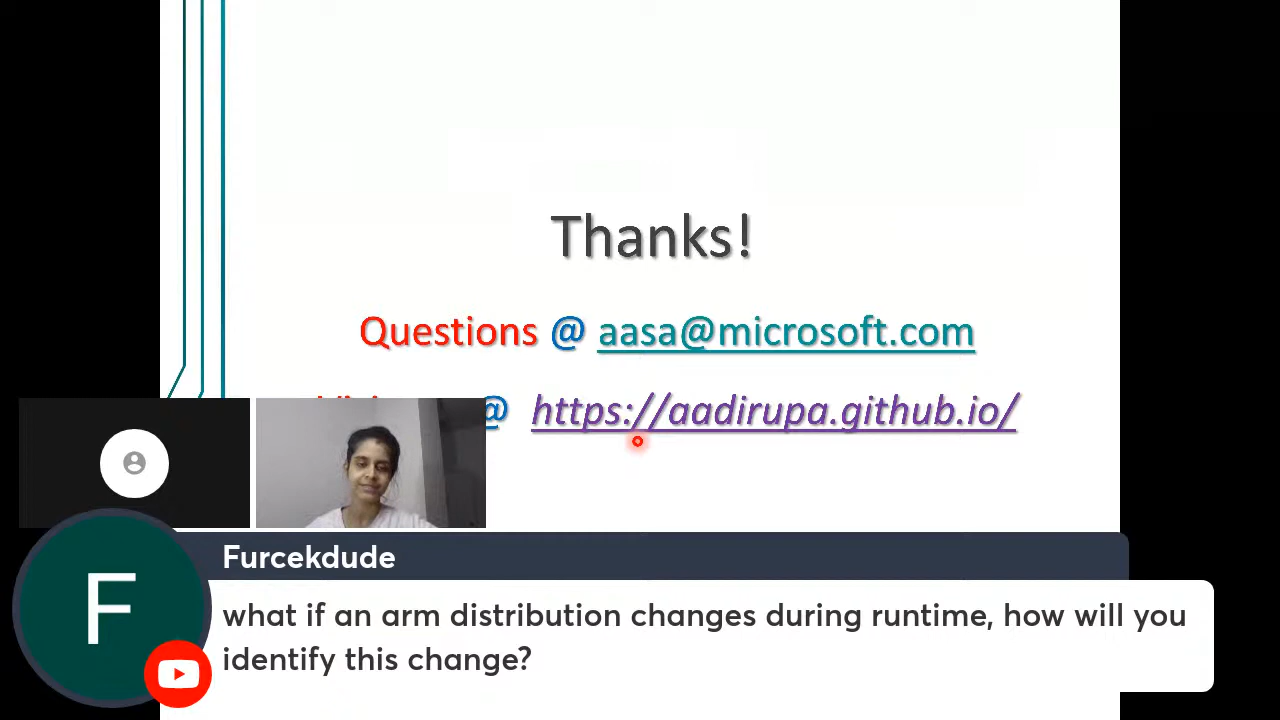 Thanks!
Questions @ aasa@microsoft.com
@ https://aadirupa.github.io/
Furcekdude
F
what if an arm distribution changes during runtime, how will you
identify this change?